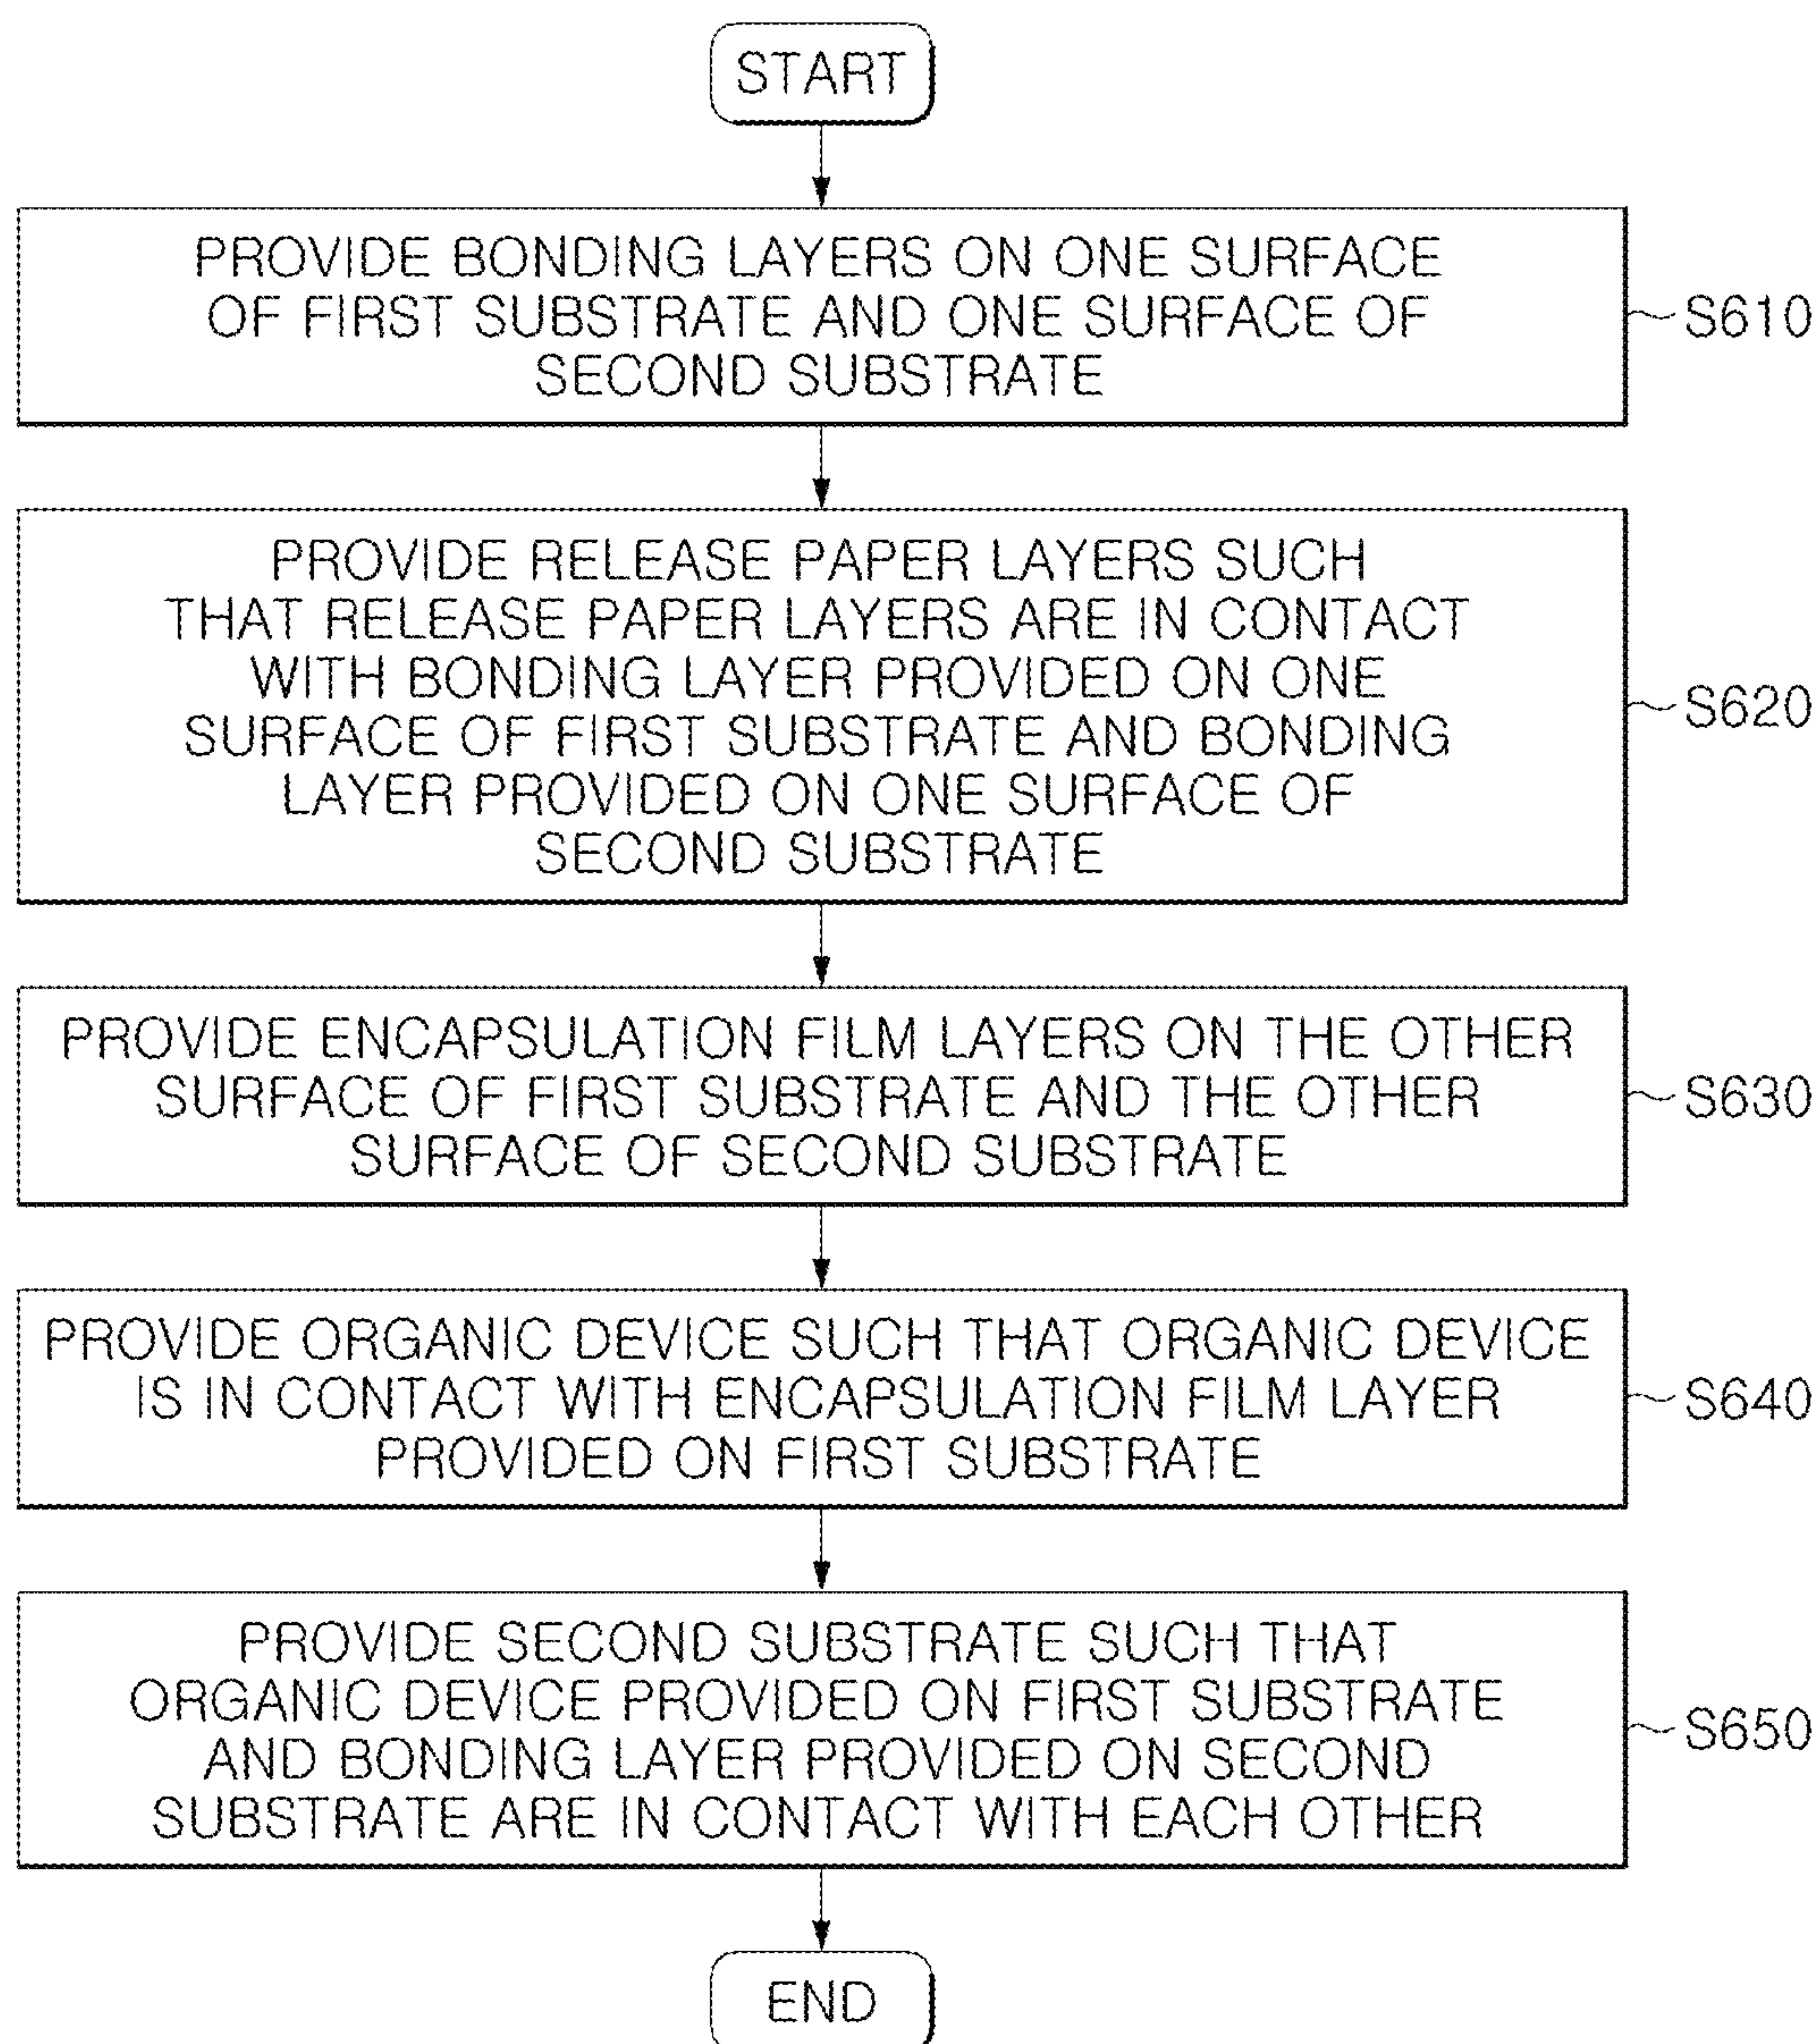 START
PROVIDE BONDING LAYERS ON ONE SURFACE
OF FIRST SUBSTRATE AND ONE SURFACE OF
SECOND SUBSTRATE
S610
PROVIDE RELEASE PAPER LAYERS SUCH
THAT RELEASE PAPER LAYERS ARE IN CONTACT
WITH BONDING LAYER PROVIDED ON ONE
SURFACE OF FIRST SUBSTRATE AND BONDING
LAYER PROVIDED ON ONE SURFACE OF
SECOND SUBSTRATE
S620
PROVIDE ENCAPSULATION FILM LAYERS ON THE OTHER
SURFACE OF FIRST SUBSTRATE AND THE OTHER
SURFACE OF SECOND SUBSTRATE
S630
PROVIDE ORGANIC DEVICE SUCH THAT ORGANIC DEVICE
IS IN CONTACT WITH ENCAPSULATION FILM LAYER
PROVIDED ON FIRST SUBSTRATE
S640
PROVIDE SECOND SUBSTRATE SUCH THAT
ORGANIC DEVICE PROVIDED ON FIRST SUBSTRATE
AND BONDING LAYER PROVIDED ON SECOND
SUBSTRATE ARE IN CONTACT WITH EACH OTHER
S650
END